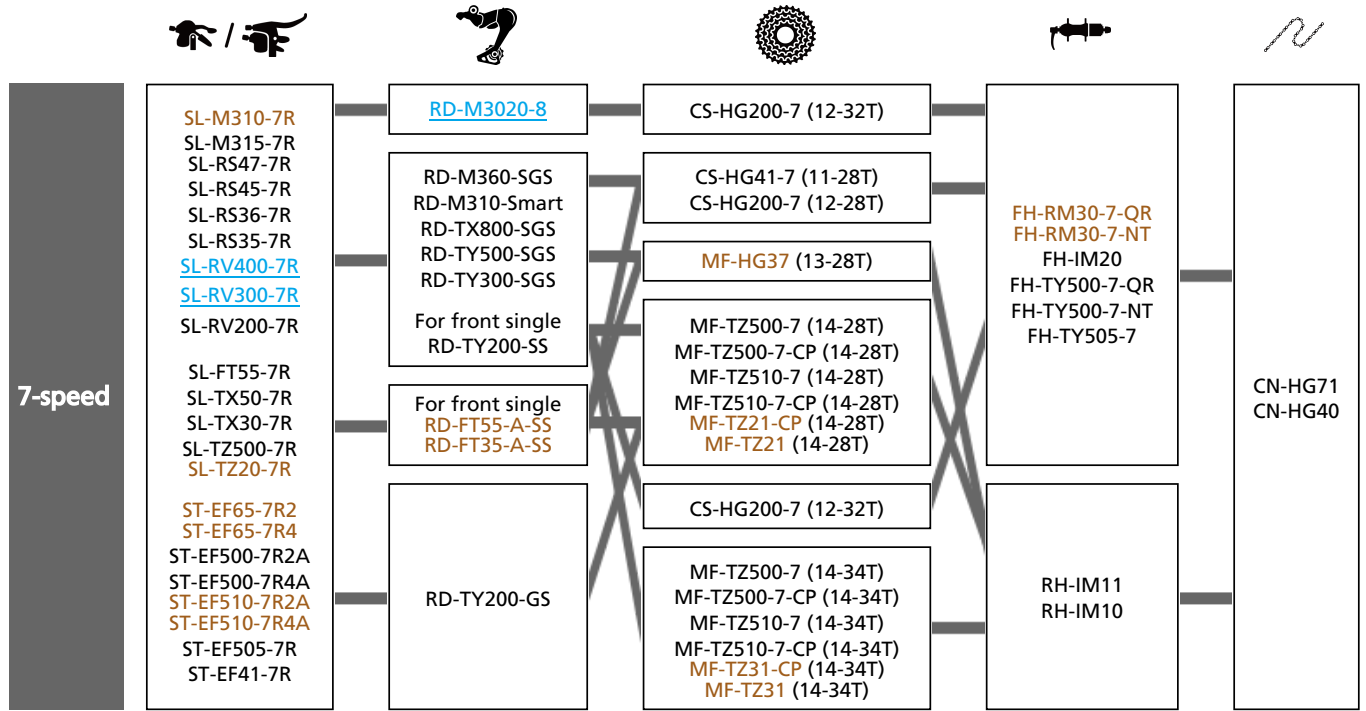 7-speed
SL-M310-7R
SL-M315-7R
SL-RS47-7R
SL-RS45-7R
SL-RS36-7R
SL-RS35-7R
SL-RV400-7R
SL-RV300-7R
SL-RV200-7R
SL-FT55-7R
SL-TX50-7R
SL-TX30-7R
SL-TZ500-7R
SL-TZ20-7R
ST-EF65-7R2
ST-EF65-7R4
ST-EF500-7R2A
ST-EF500-7R4A
ST-EF510-7R2A
ST-EF510-7R4A
ST-EF505-7R
ST-EF41-7R
RD-M3020-8
RD-M360-SGS
RD-M310-Smart
RD-TX800-SGS
RD-TY500-SGS
RD-TY300-SGS
For front single
RD-TY200-SS
For front single
RD-FT55-A-SS
RD-FT35-A-SS
RD-TY200-GS
CS-HG200-7 (12-32T)
CS-HG41-7 (11-28T)
CS-HG200-7 (12-28T)
MF-HG37 (13-28T)
MF-TZ500-7 (14-28T)
MF-TZ500-7-CP (14-28T)
MF-TZ510-7 (14-28T)
MF-TZ510-7-CP (14-28T)
MF-TZ21-CP (14-28T)
MF-TZ21 (14-28T)
CS-HG200-7 (12-32T)
MF-TZ500-7 (14-34T)
MF-TZ500-7-CP (14-34T)
MF-TZ510-7 (14-34T)
MF-TZ510-7-CP (14-34T)
MF-TZ31-CP (14-34T)
MF-TZ31 (14-34T)
FH-RM30-7-QR
FH-RM30-7-NT
FH-IM20
FH-TY500-7-QR
FH-TY500-7-NT
FH-TY505-7
RH-IM11
RH-IM10
CN-HG71
CN-HG40